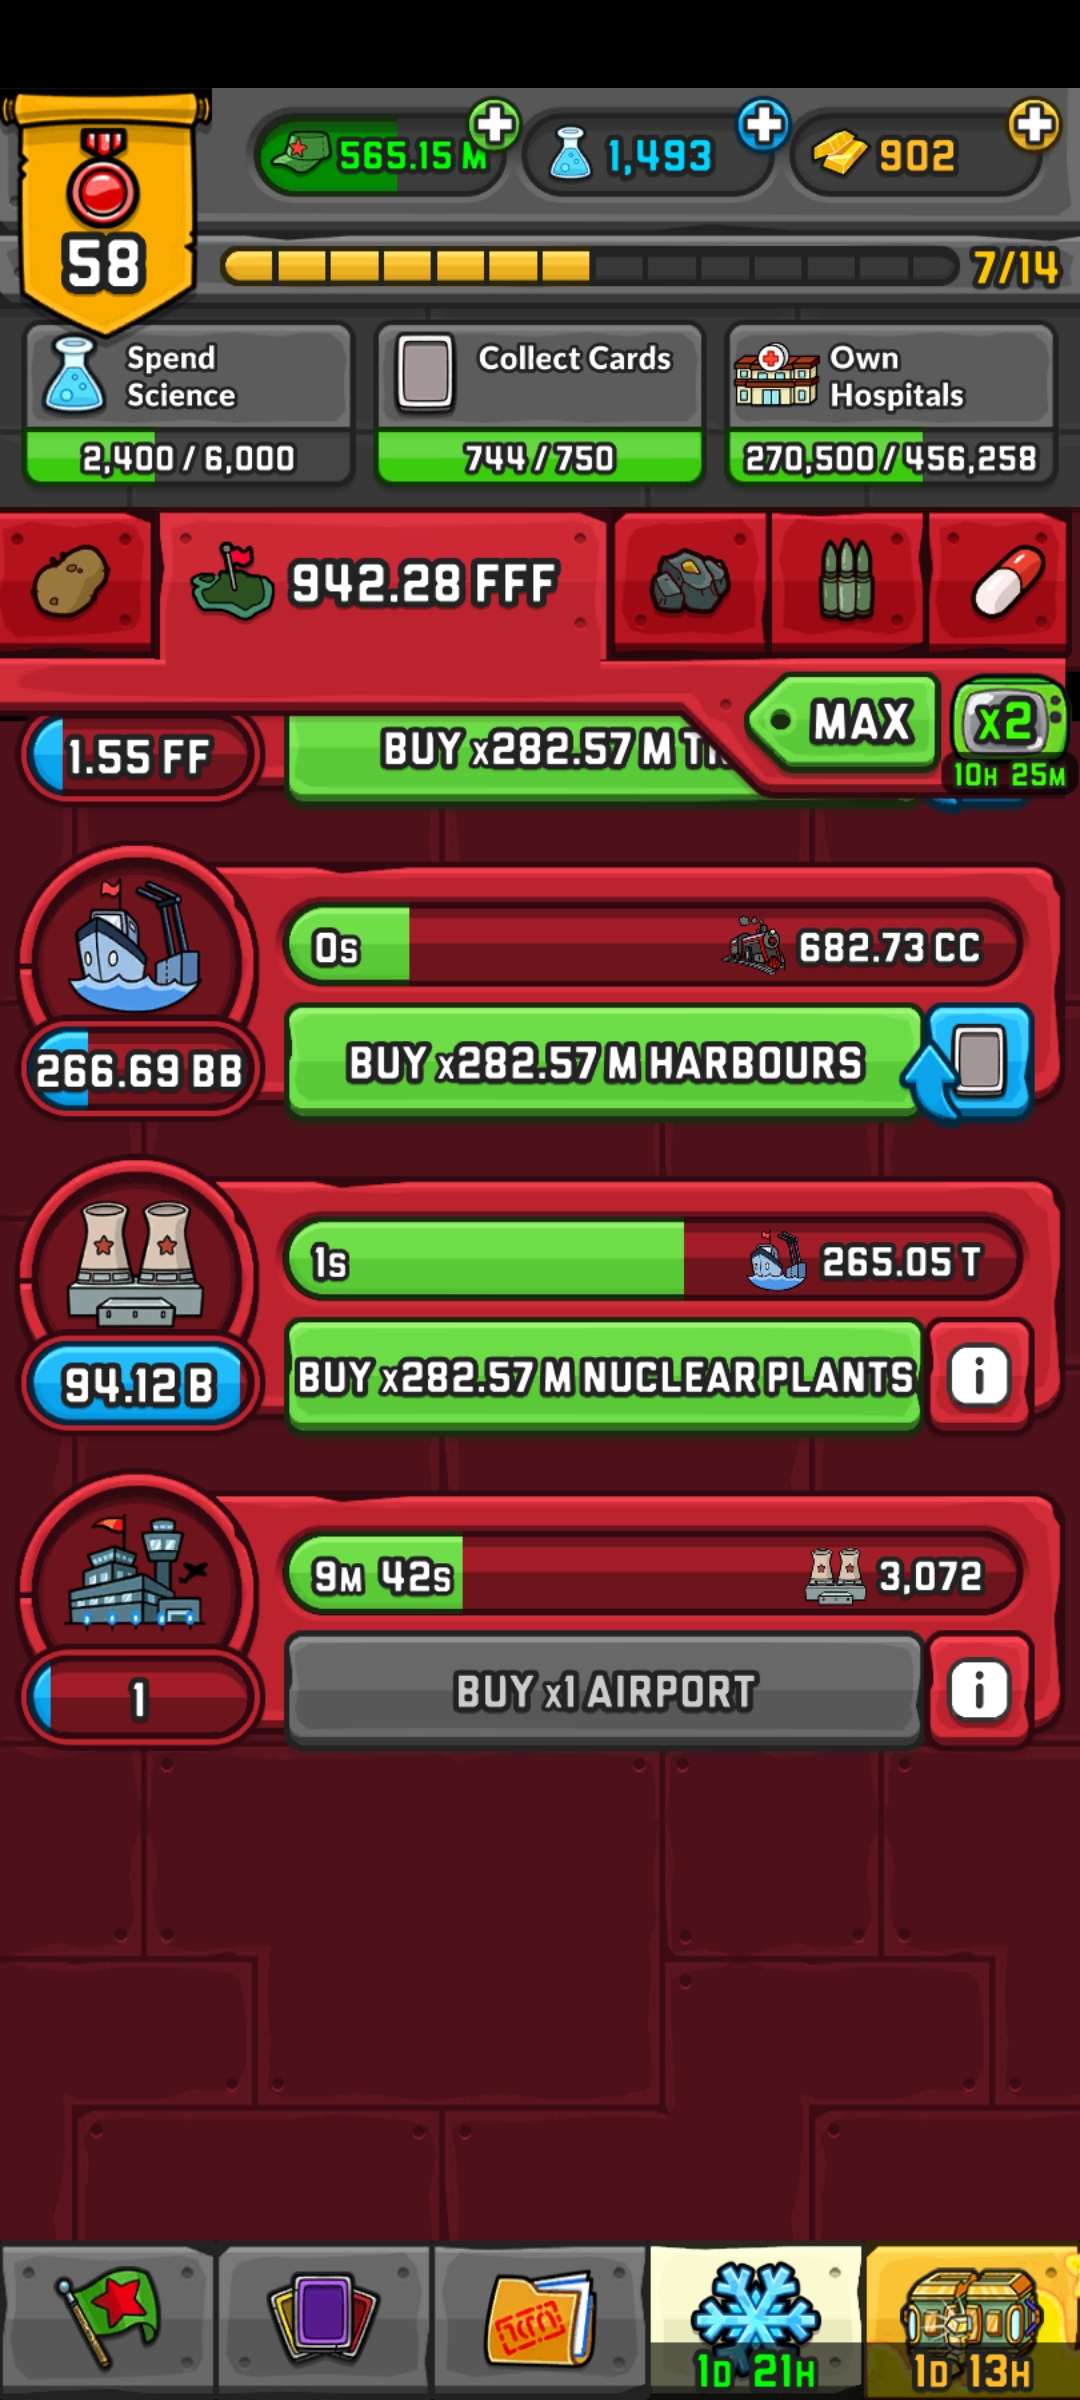 565.15 M
1,493
902
58
7/14
Spend
Science
2,400 / 6,000
Collect Cards
744 / 750
Own
Hospitals
270,500 / 456,258
942.28 FFF
MAX
x2
10H 25M
1.55 FF
BUY x282.57 M
0s
682.73 CC
266.69 BB
BUY x282.57 M HARBOURS
1s
265.05 T
94.12 B
BUY x282.57 M NUCLEAR PLANTS
i
9M 42s
3,072
1
BUY x1 AIRPORT
i
1D 21H
1D 13H